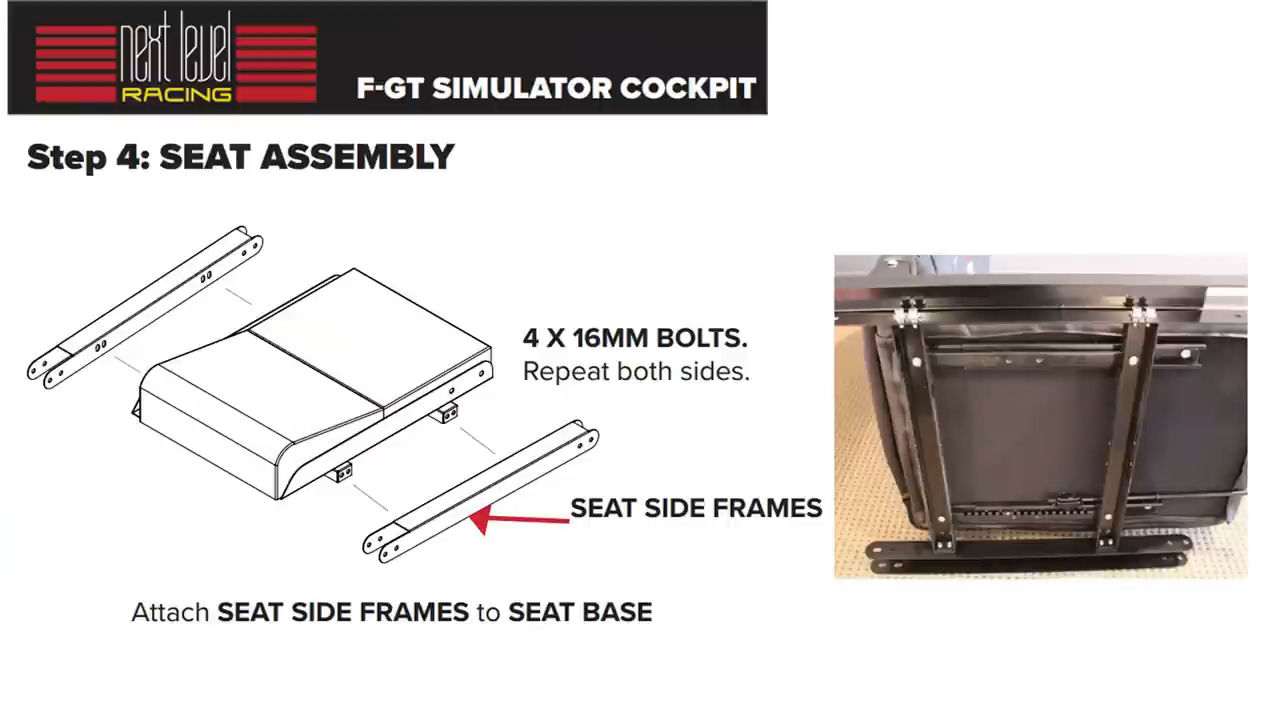 next level
RACING
F-GT SIMULATOR COCKPIT
Step 4: SEAT ASSEMBLY
4 X 16MM BOLTS.
Repeat both sides.
SEAT SIDE FRAMES
Attach SEAT SIDE FRAMES to SEAT BASE